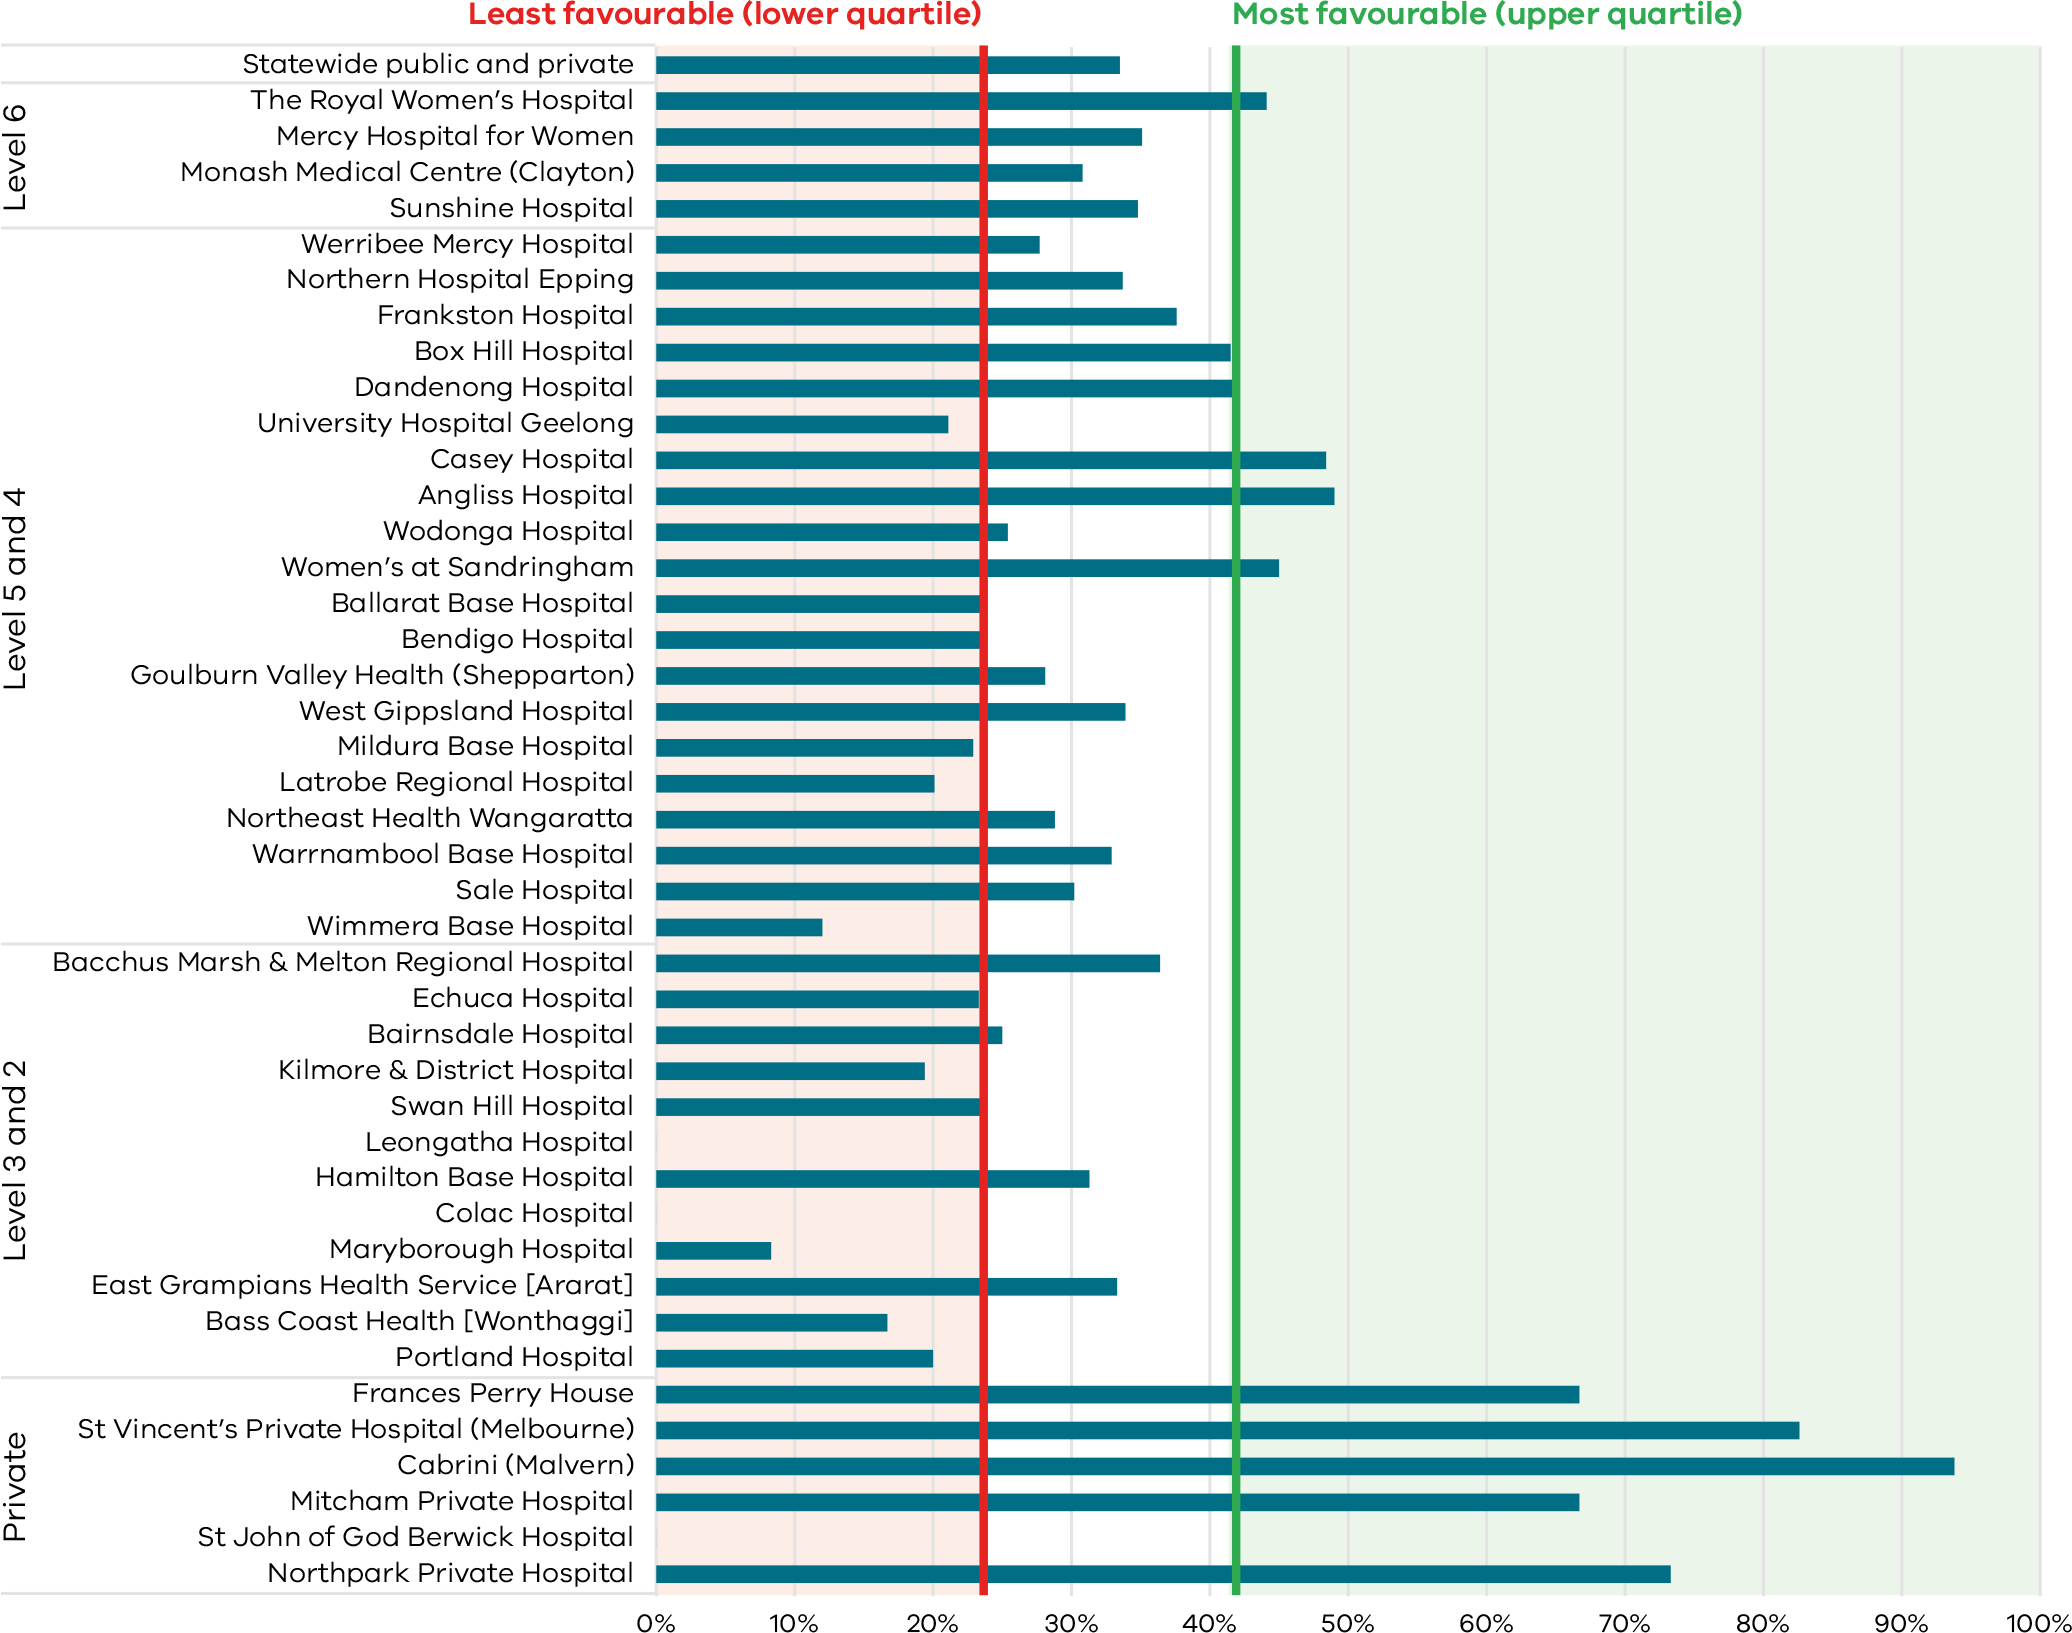 Least favourable (lower quartile)
Most favourable (upper quartile)
Statewide public and private
Level 6
The Royal Women’s Hospital
Mercy Hospital for Women
Monash Medical Centre (Clayton)
Sunshine Hospital
Level 5 and 4
Werribee Mercy Hospital
Northern Hospital Epping
Frankston Hospital
Box Hill Hospital
Dandenong Hospital
University Hospital Geelong
Casey Hospital
Angliss Hospital
Wodonga Hospital
Women’s at Sandringham
Ballarat Base Hospital
Bendigo Hospital
Goulburn Valley Health (Shepparton)
West Gippsland Hospital
Mildura Base Hospital
Latrobe Regional Hospital
Northeast Health Wangaratta
Warrnambool Base Hospital
Sale Hospital
Wimmera Base Hospital
Level 3 and 2
Bacchus Marsh & Melton Regional Hospital
Echuca Hospital
Bairnsdale Hospital
Kilmore & District Hospital
Swan Hill Hospital
Leongatha Hospital
Hamilton Base Hospital
Colac Hospital
Maryborough Hospital
East Grampians Health Service [Ararat]
Bass Coast Health [Wonthaggi]
Portland Hospital
Private
Frances Perry House
St Vincent’s Private Hospital (Melbourne)
Cabrini (Malvern)
Mitcham Private Hospital
St John of God Berwick Hospital
Northpark Private Hospital
0% 10% 20% 30% 40% 50% 60% 70% 80% 90% 100%